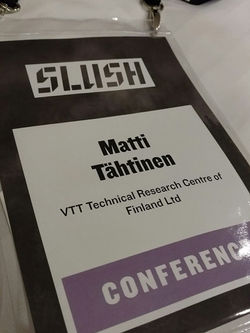 SLUSH
Matti
Tähtinen
VTT Technical Research Centre of
Finland Ltd
CONFERENC